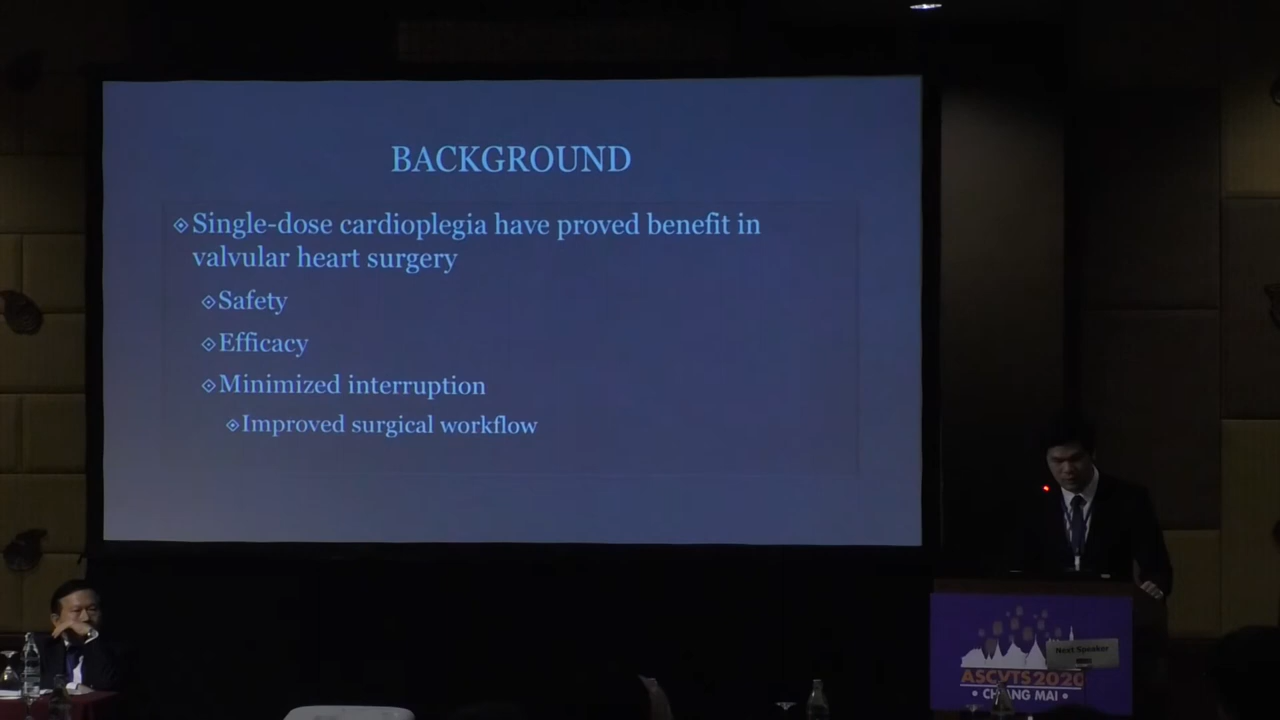 BACKGROUND
Single-dose cardioplegia have proved benefit in
valvular heart surgery
Safety
Efficacy
Minimized interruption
Improved surgical workflow
Next Speaker
ASCVTS 2020
• CHIANG MAI •